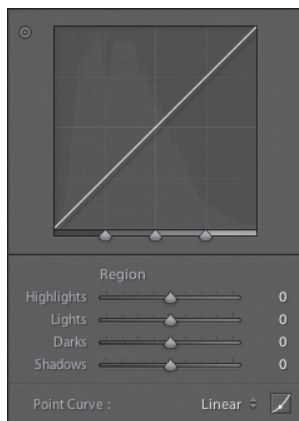 Region
Highlights 0
Lights 0
Darks 0
Shadows 0
Point Curve : Linear